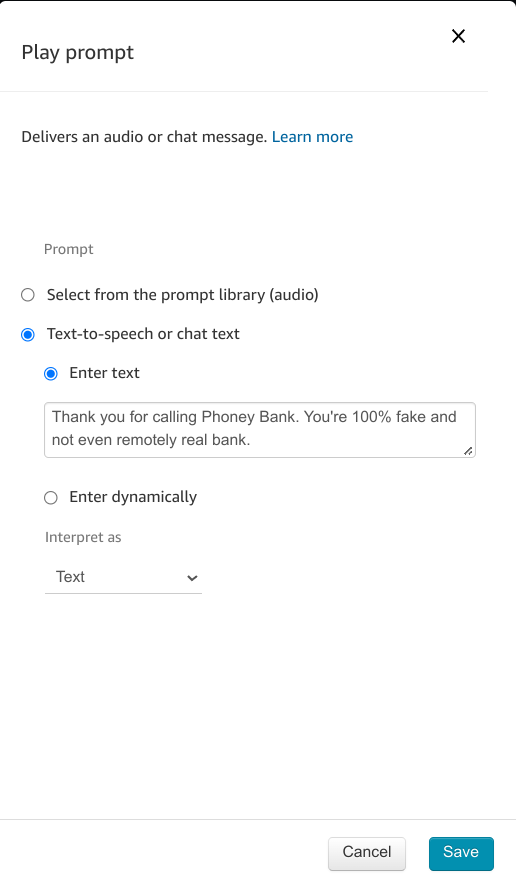 Play prompt
Delivers an audio or chat message. Learn more
Prompt
Select from the prompt library (audio)
Text-to-speech or chat text
Enter text
Thank you for calling Phoney Bank. You're 100% fake and
not even remotely real bank.
Enter dynamically
Interpret as
Text
Cancel
Save